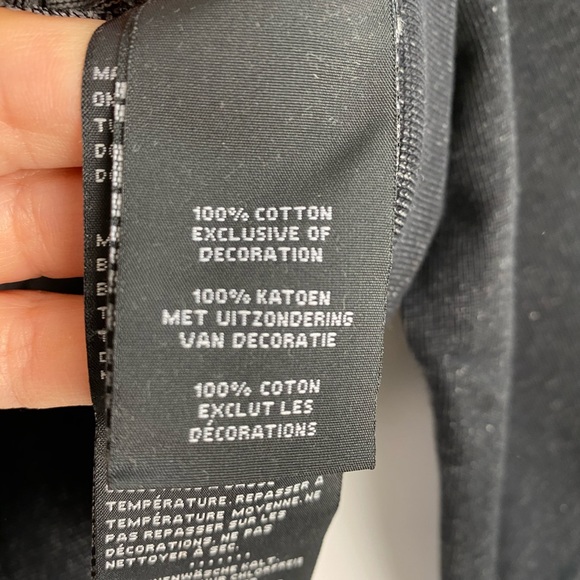 100% COTTON
EXCLUSIVE OF
DECORATION
100% KATOEN
MET UITZONDERING
VAN DECORATIE
100% COTON
EXCLUT LES
DÉCORATIONS
TEMPÉRATURE. REPASSER À
TEMPÉRATURE MOYENNE. NE
PAS REPASSER SUR LES
DÉCORATIONS. NE
NETTOYER À SEC.